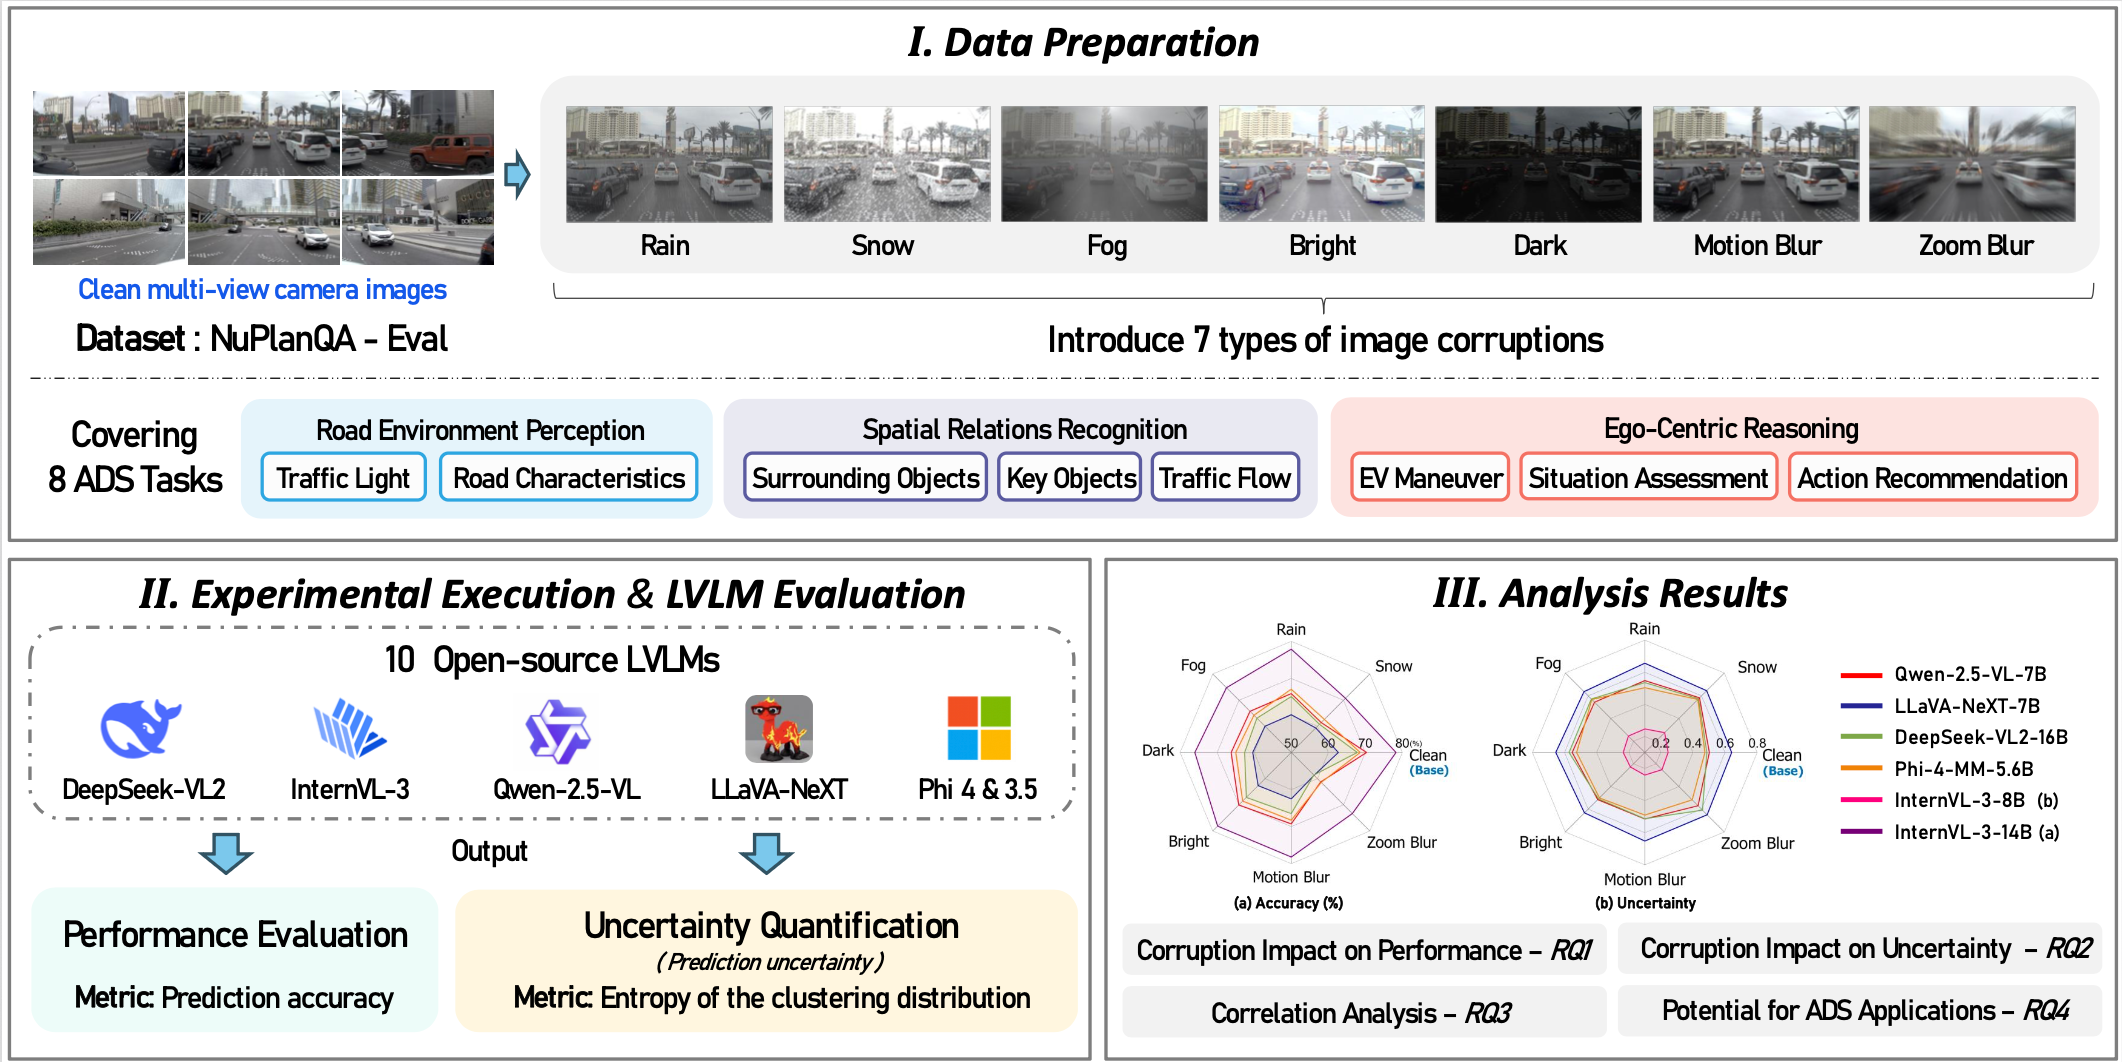 I. Data Preparation
Rain
Snow
Fog
Bright
Dark
Motion Blur
Zoom Blur
Clean multi-view camera images
Dataset : NuPlanQA - Eval
Introduce 7 types of image corruptions
Covering
8 ADS Tasks
Road Environment Perception
Traffic Light
Road Characteristics
Spatial Relations Recognition
Surrounding Objects
Key Objects
Traffic Flow
Ego-Centric Reasoning
EV Maneuver
Situation Assessment
Action Recommendation
II. Experimental Execution & LVLM Evaluation
10 Open-source LVLMs
DeepSeek-VL2
InternVL-3
Qwen-2.5-VL
LLaVA-NeXT
Phi 4 & 3.5
Output
Performance Evaluation
Metric: Prediction accuracy
Uncertainty Quantification
( Prediction uncertainty )
Metric: Entropy of the clustering distribution
III. Analysis Results
Rain
Fog
Snow
Dark
50 60 70 80(%)
Clean
(Base)
Bright
Zoom Blur
Motion Blur
(a) Accuracy (%)
Rain
Fog
Snow
Dark
0.2 0.4 0.6 0.8
Clean
(Base)
Bright
Zoom Blur
Motion Blur
(b) Uncertainty
Qwen-2.5-VL-7B
LLaVA-NeXT-7B
DeepSeek-VL2-16B
Phi-4-MM-5.6B
InternVL-3-8B (b)
InternVL-3-14B (a)
Corruption Impact on Performance – RQ1
Corruption Impact on Uncertainty – RQ2
Correlation Analysis – RQ3
Potential for ADS Applications – RQ4